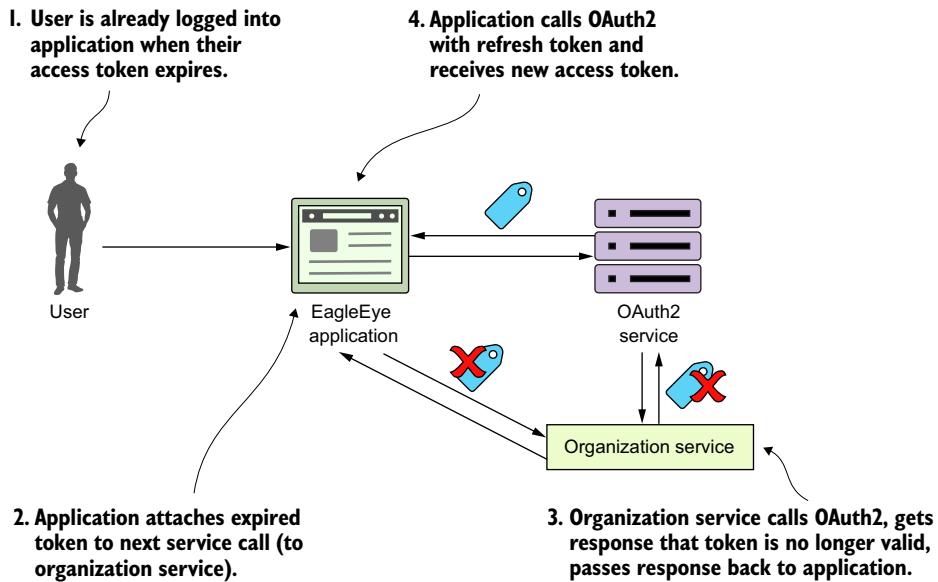 1. User is already logged into
application when their
access token expires.
4. Application calls OAuth2
with refresh token and
receives new access token.
User
EagleEye
application
OAuth2
service
Organization service
2. Application attaches expired
token to next service call (to
organization service).
3. Organization service calls OAuth2, gets
response that token is no longer valid,
passes response back to application.